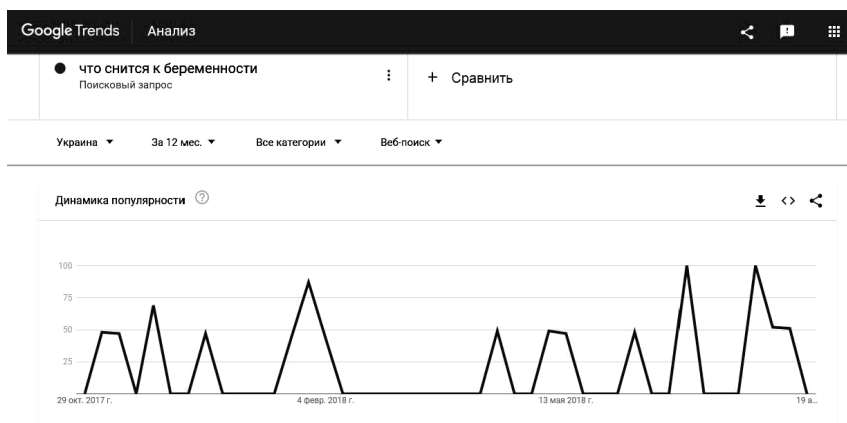 Google Trends Анализ
что снится к беременности
Поисковый запрос
+ Сравнить
Украина За 12 мес. Все категории Веб-поиск
Динамика популярности ?
100
75
50
25
29 окт. 2017 г. 4 февр. 2018 г. 13 мая 2018 г. 19 а...